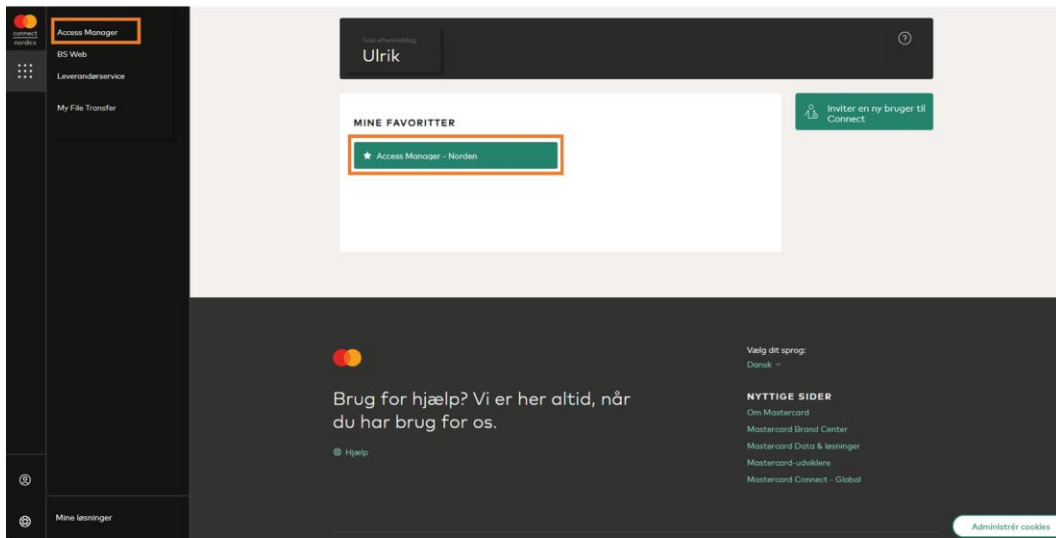 connect
nordics
Access Manager
BS Web
Leverandørservice
My File Transfer
Mine løsninger
God eftermiddag,
Ulrik
MINE FAVORITTER
★ Access Manager - Norden
Inviter en ny bruger til
Connect
Brug for hjælp? Vi er her altid, når
du har brug for os.
Hjælp
Vælg dit sprog:
Dansk
NYTTIGE SIDER
Om Mastercard
Mastercard Brand Center
Mastercard Data & løsninger
Mastercard-udviklere
Mastercard Connect - Global
Administrér cookies